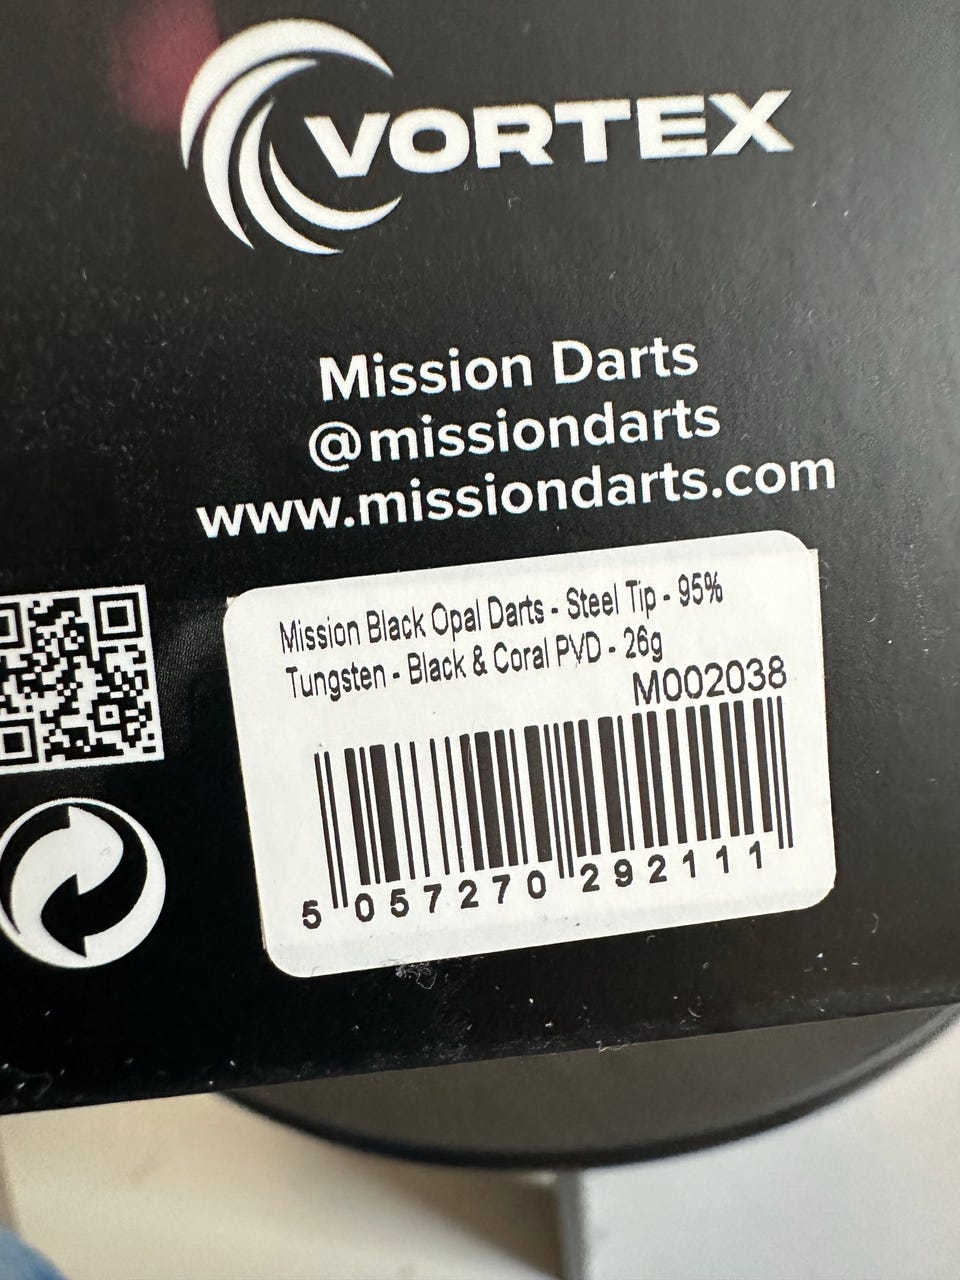 VORTEX
Mission Darts
@missiondarts
www.missiondarts.com
Mission Black Opal Darts - Steel Tip - 95%
Tungsten - Black & Coral PVD - 26g
M002038
5 057270 292111